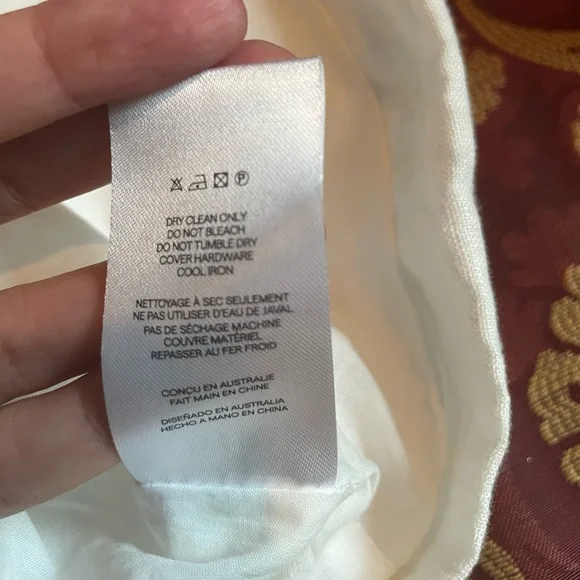 P
DRY CLEAN ONLY
DO NOT BLEACH
DO NOT TUMBLE DRY
COVER HARDWARE
COOL IRON
NETTOYAGE À SEC SEULEMENT
NE PAS UTILISER D'EAU DE JAVAL
PAS DE SÉCHAGE MACHINE
COUVRE MATÉRIEL
REPASSER AU FER FROID
CONÇU EN AUSTRALIE
FAIT MAIN EN CHINE
DISEÑADO EN AUSTRALIA
HECHO A MANO EN CHINA